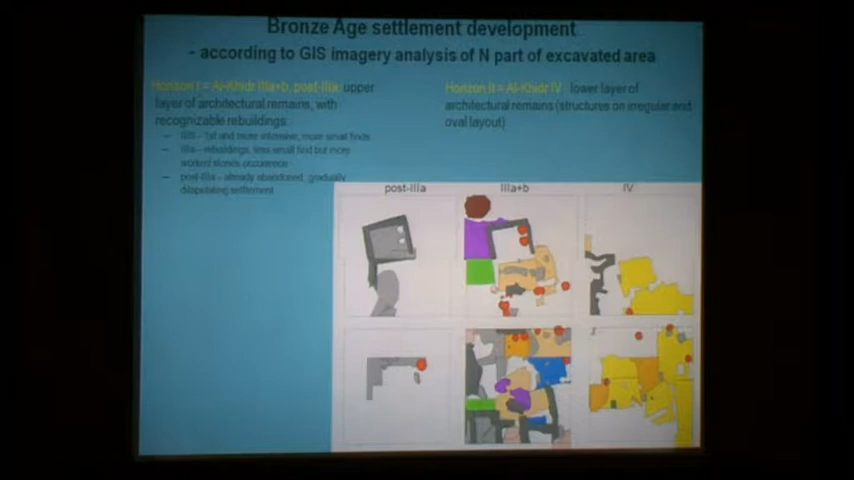 Bronze Age settlement development
- according to GIS imagery analysis of N part of excavated area
Horizon I = Al-Khidr IIIa+b, post-IIIa: upper
layer of architectural remains, with
recognizable rebuildings:
– IIIb – 1st and more intensive, more small finds
– IIIa – rebuildings, less small find but more
worked stones occurrence
– post-IIIa – already abandoned, gradually
dilapidating settlement
Horizon II = Al-Khidr IV: lower layer of
architectural remains (structures on irregular and
oval layout)
post-IIIa
IIIa+b
IV